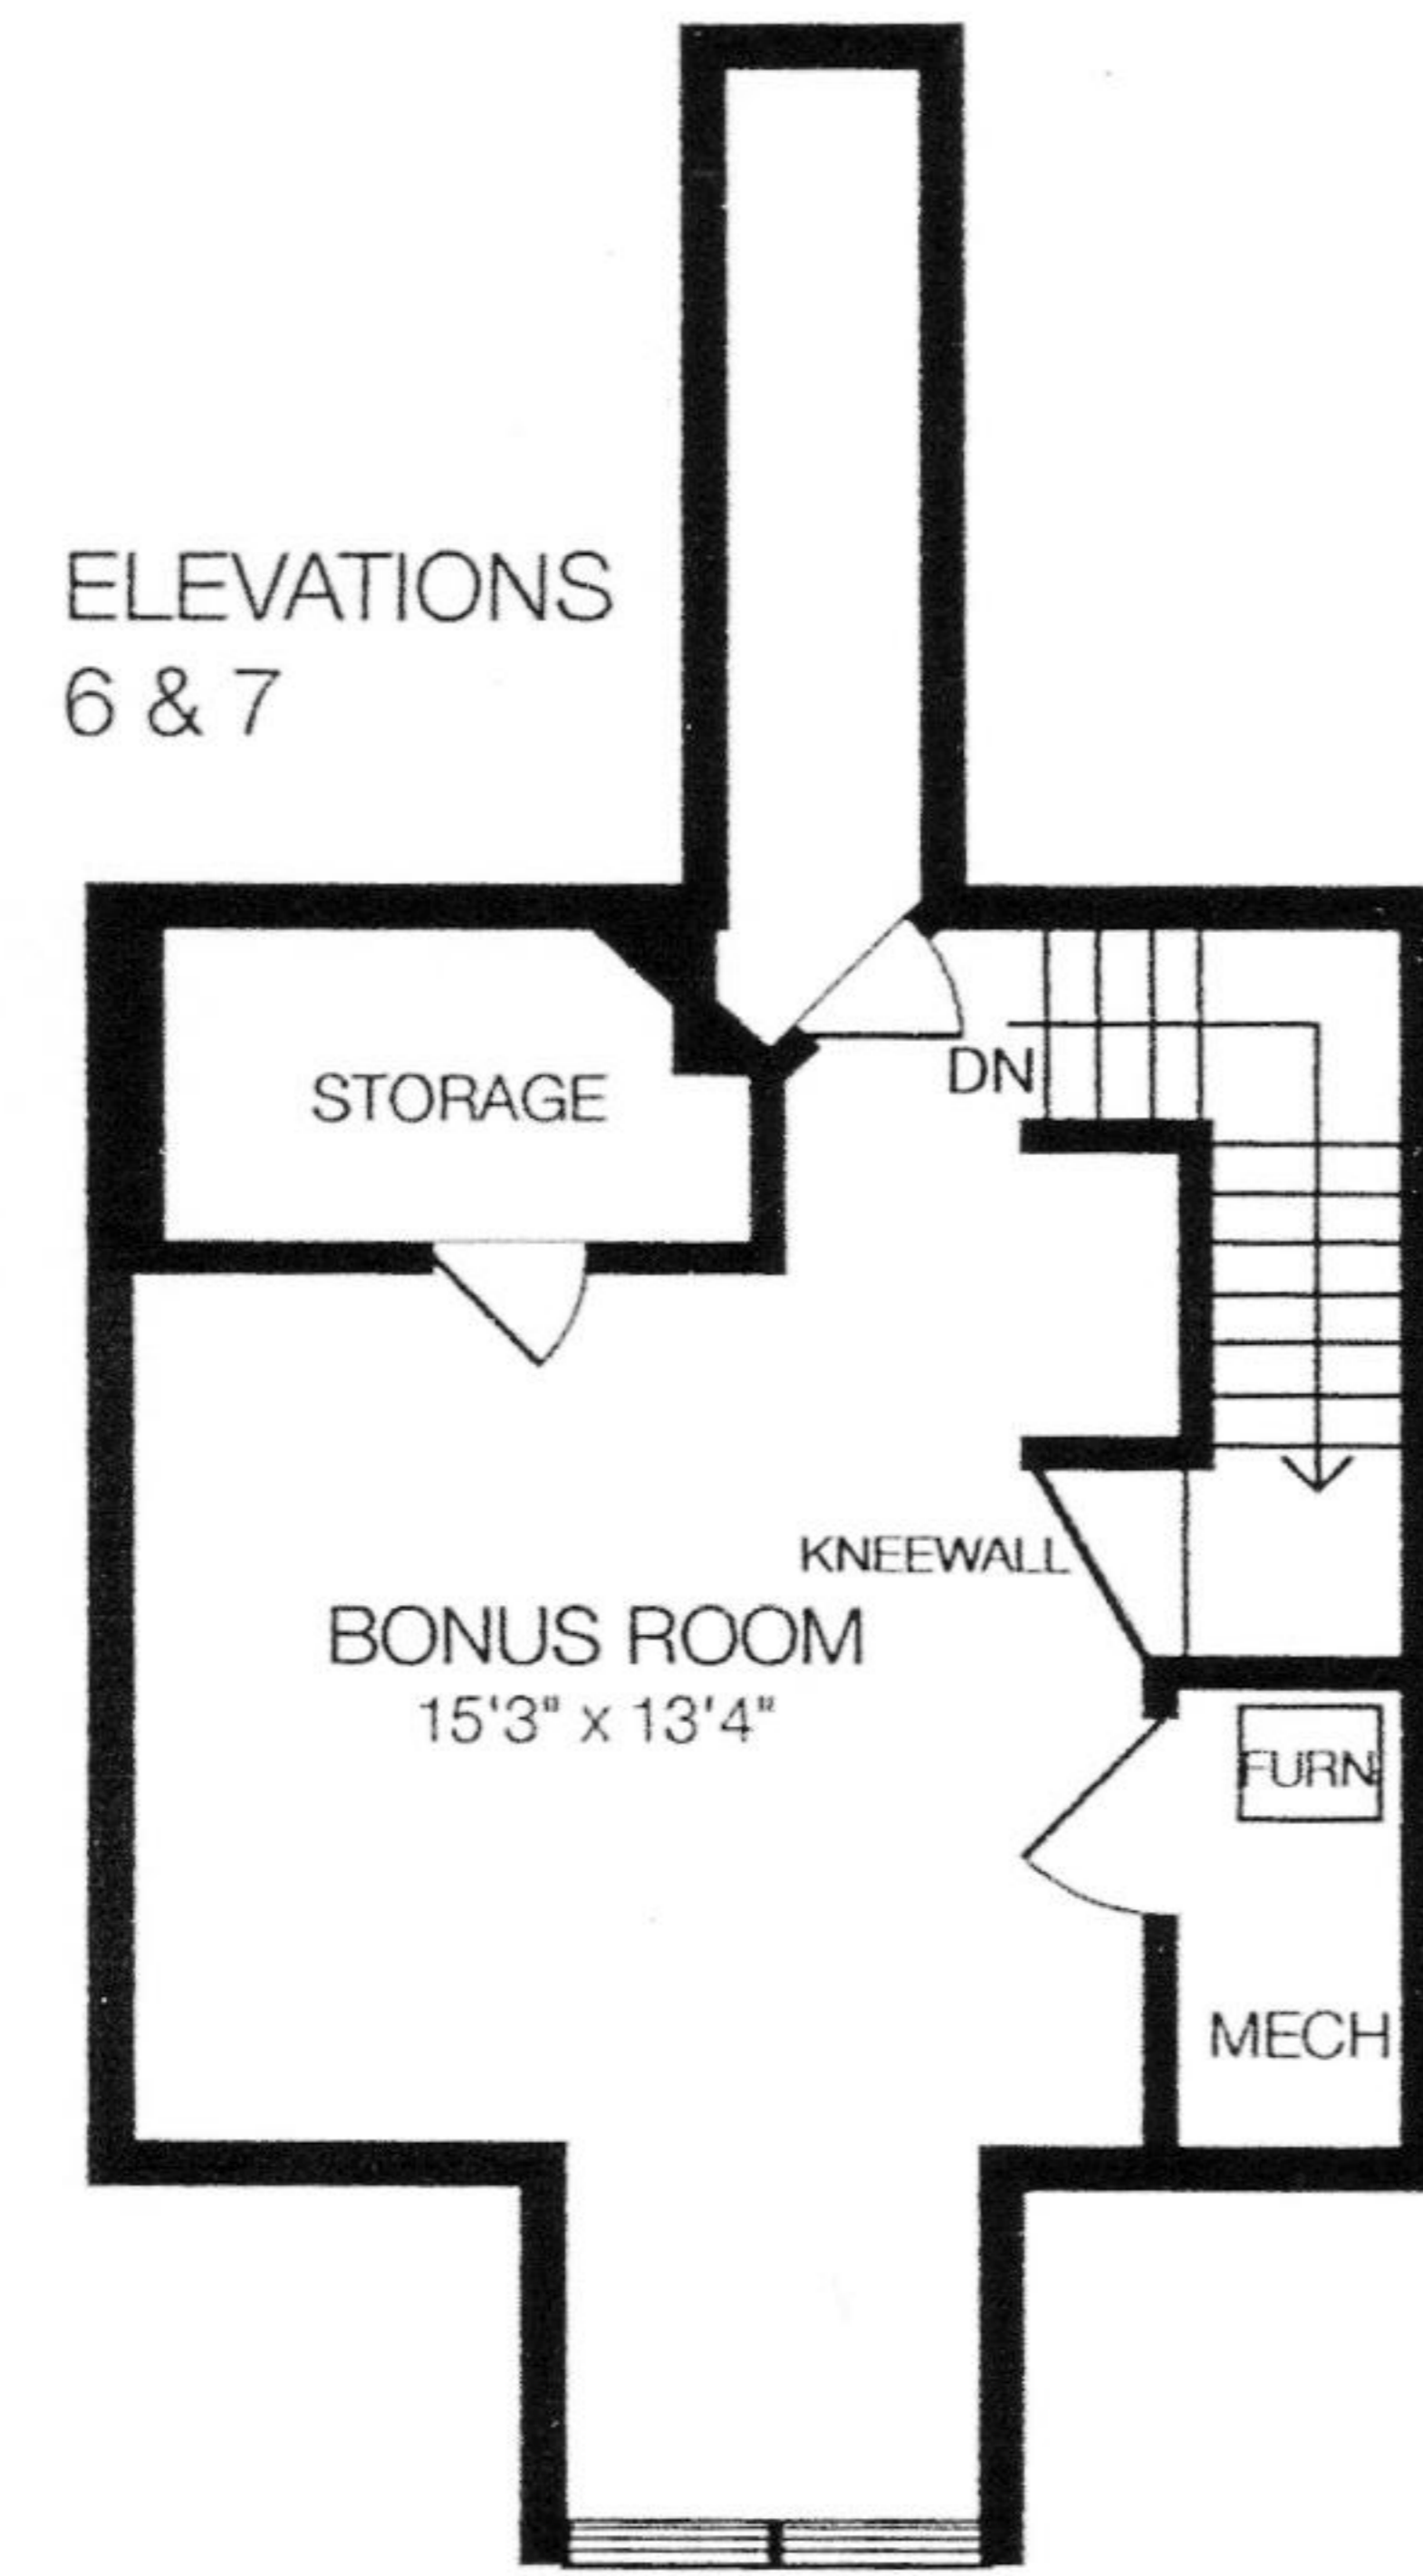 ELEVATIONS
6 & 7
STORAGE
DN
KNEEWALL
BONUS ROOM
15'3" x 13'4"
FURN
MECH